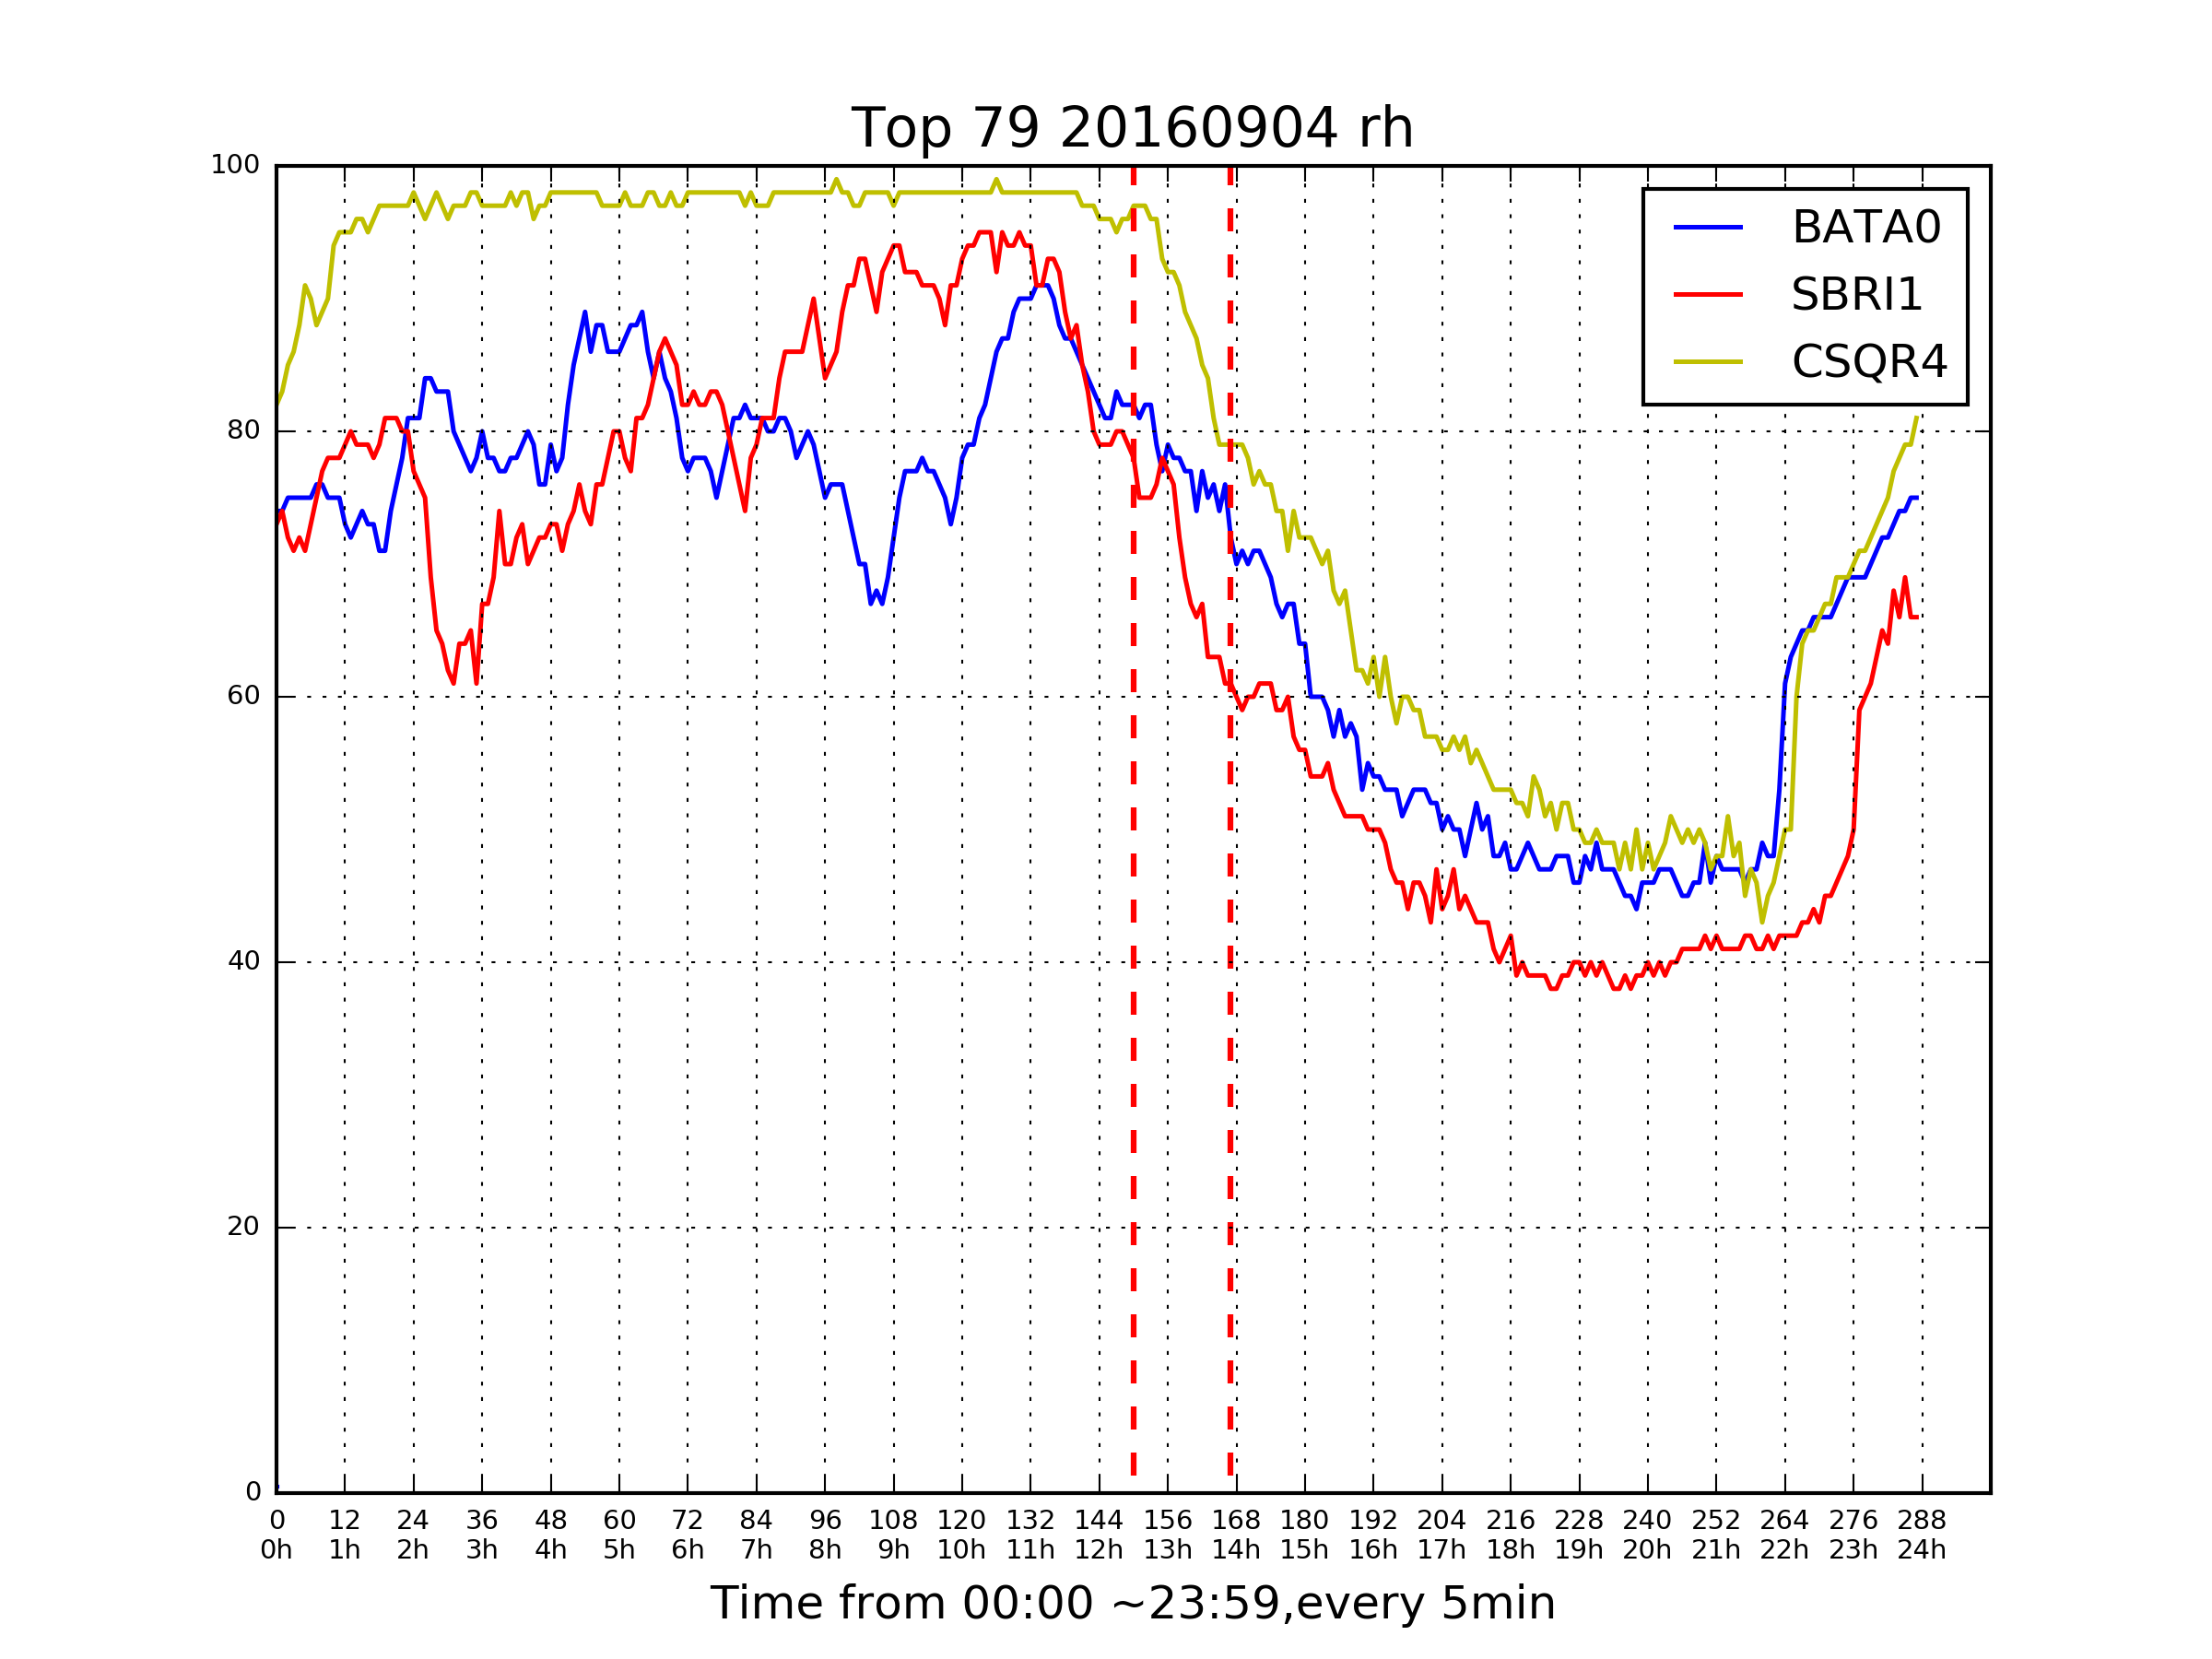 Top 79 20160904 rh
100
80
60
40
20
0
BATA0
SBRI1
CSQR4
0 12 24 36 48 60 72 84 96 108 120 132 144 156 168 180 192 204 216 228 240 252 264 276 288
0h 1h 2h 3h 4h 5h 6h 7h 8h 9h 10h 11h 12h 13h 14h 15h 16h 17h 18h 19h 20h 21h 22h 23h 24h
Time from 00:00 ~23:59,every 5min